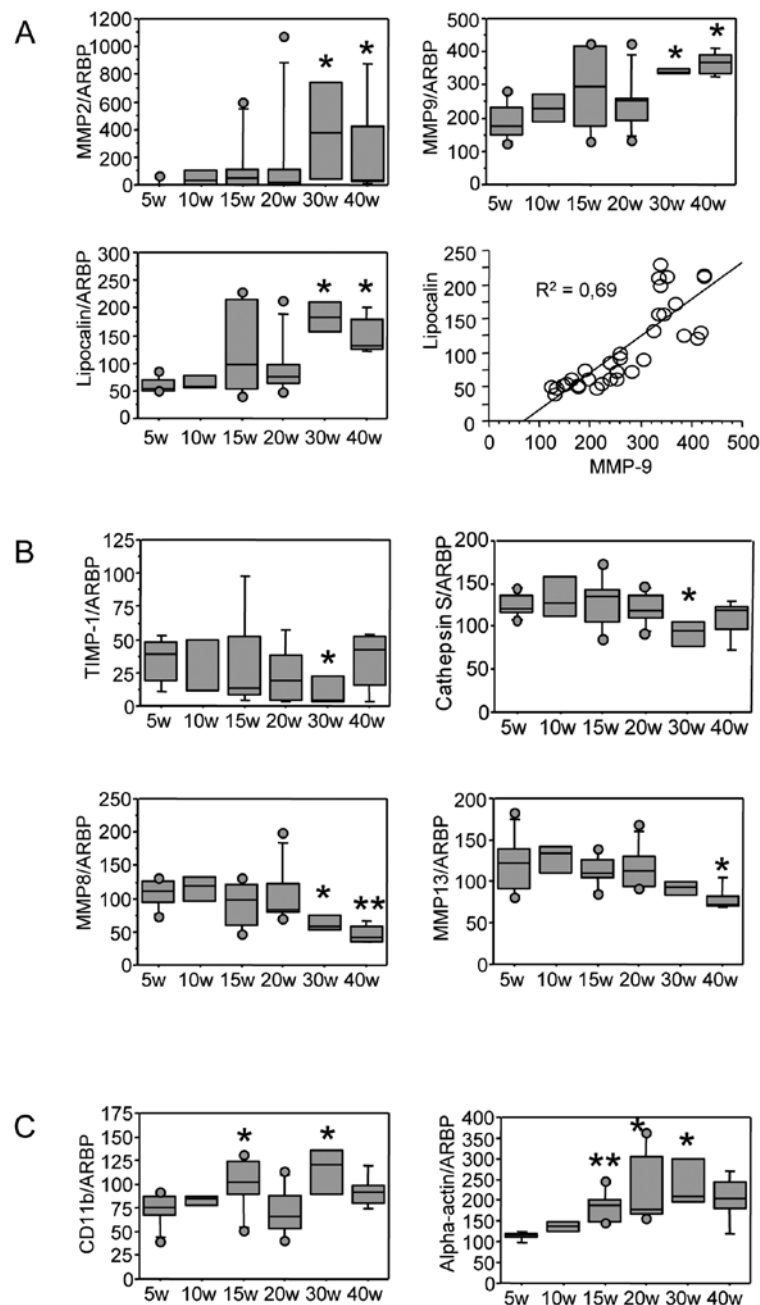 A
MMP2/ARBP
1200
1000
800
600
400
200
0
* *
5w 10w 15w 20w 30w 40w
MMP9/ARBP
500
400
300
200
100
0
* *
5w 10w 15w 20w 30w 40w
Lipocalin/ARBP
300
250
200
150
100
50
0
* *
5w 10w 15w 20w 30w 40w
Lipocalin
250
200
150
100
50
0
R² = 0,69
0 100 200 300 400 500
MMP-9
B
TIMP-1/ARBP
125
100
75
50
25
0
*
5w 10w 15w 20w 30w 40w
Cathepsin S/ARBP
200
150
100
50
0
*
5w 10w 15w 20w 30w 40w
MMP8/ARBP
250
200
150
100
50
0
* **
5w 10w 15w 20w 30w 40w
MMP13/ARBP
200
150
100
50
0
*
5w 10w 15w 20w 30w 40w
C
CD11b/ARBP
175
150
125
100
75
50
25
0
* *
5w 10w 15w 20w 30w 40w
Alpha-actin/ARBP
400
350
300
250
200
150
100
50
0
** * *
5w 10w 15w 20w 30w 40w